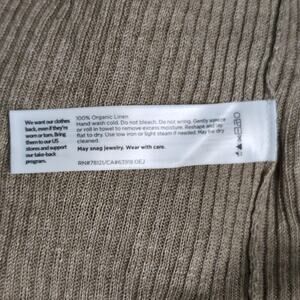 We want our clothes
back, even if they're
worn or torn. Bring
them to our US
stores and support
our take-back
program.
100% Organic Linen
Hand wash cold. Do not bleach. Do not wring. Gently squeeze
or roll in towel to remove excess moisture. Reshape and lay
flat to dry. Use low iron or light steam if needed. May be dry
cleaned.
May snag jewelry. Wear with care.
RN#78121/CA#63918 OEJ